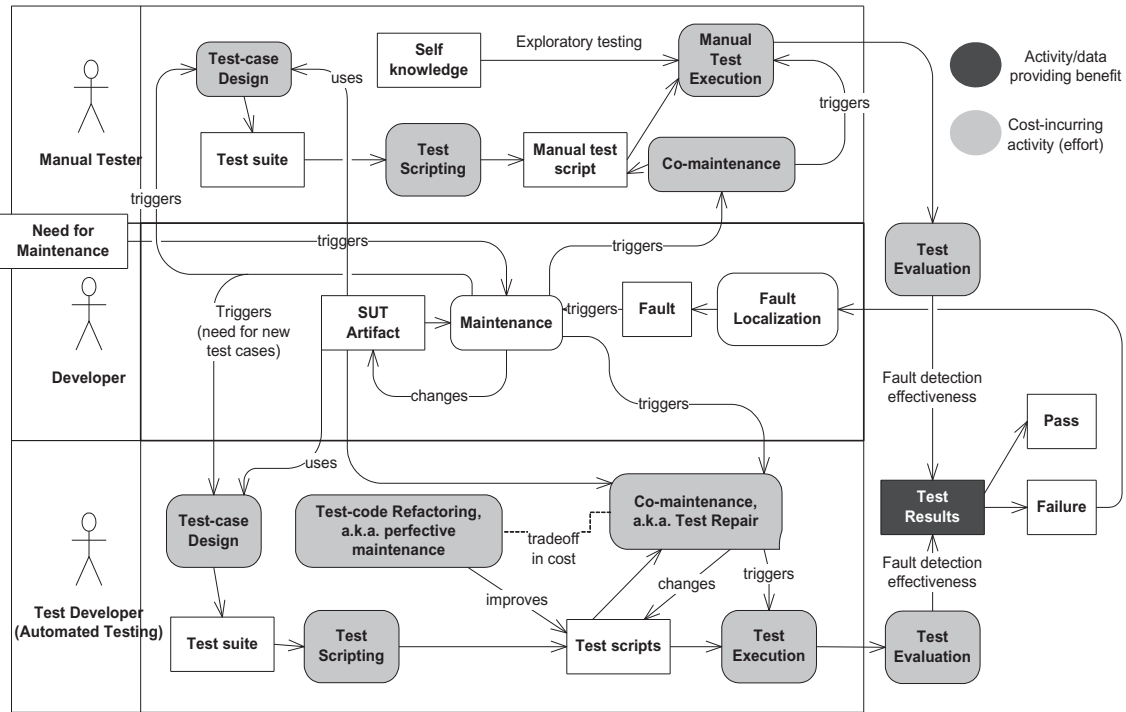 Test-case
Design
uses
Self
knowledge
Exploratory testing
Manual
Test
Execution
triggers
Activity/data
providing benefit
Cost-incurring
activity (effort)
Manual Tester
Test suite
Test
Scripting
Manual test
script
Co-maintenance
triggers
Need for
Maintenance
triggers
triggers
Test
Evaluation
Developer
Triggers
(need for new
test cases)
SUT
Artifact
Maintenance
triggers
Fault
Fault
Localization
changes
triggers
Fault detection
effectiveness
Pass
uses
Test-case
Design
Test-code Refactoring,
a.k.a. perfective
maintenance
tradeoff
in cost
Co-maintenance,
a.k.a. Test Repair
Test
Results
Failure
Fault detection
effectiveness
improves
changes
triggers
Test Developer
(Automated Testing)
Test suite
Test
Scripting
Test scripts
Test
Execution
Test
Evaluation